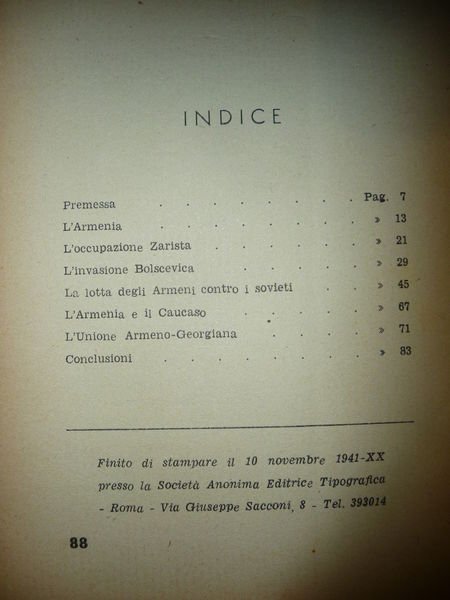 INDICE
Premessa . . . . . . . . Pag. 7
L'Armenia . . . . . . . . » 13
L'occupazione Zarista . . . . . . » 21
L'invasione Bolscevica . . . . . » 29
La lotta degli Armeni contro i sovieti . . » 45
L'Armenia e il Caucaso . . . . . » 67
L'Unione Armeno-Georgiana . . . . » 71
Conclusioni . . . . . . . » 83
Finito di stampare il 10 novembre 1941-XX
presso la Società Anonima Editrice Tipografica
- Roma - Via Giuseppe Sacconi, 8 - Tel. 393014
88